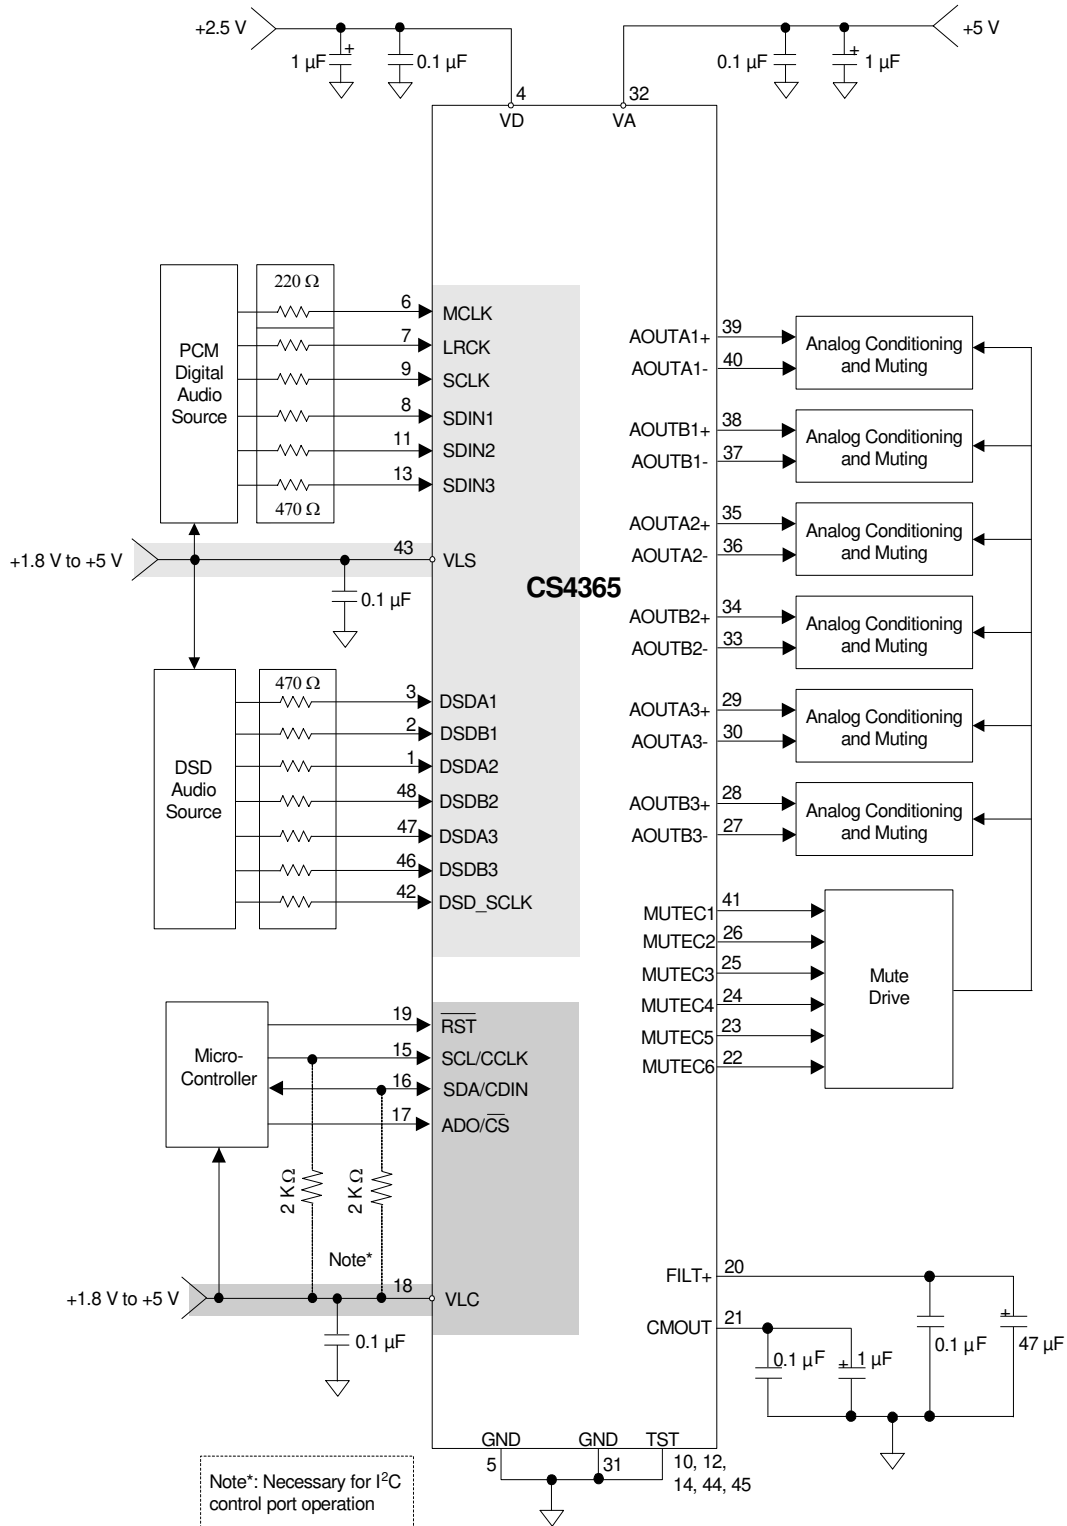 +2.5 V
+5 V
1 µF
+
0.1 µF
0.1 µF
+
1 µF
4
32
VD
VA
220 Ω
6
MCLK
7
LRCK
9
SCLK
8
SDIN1
11
SDIN2
13
SDIN3
470 Ω
PCM
Digital
Audio
Source
AOUTA1+
39
AOUTA1-
40
Analog Conditioning
and Muting
AOUTB1+
38
AOUTB1-
37
Analog Conditioning
and Muting
AOUTA2+
35
AOUTA2-
36
Analog Conditioning
and Muting
+1.8 V to +5 V
43
VLS
0.1 µF
CS4365
AOUTB2+
34
AOUTB2-
33
Analog Conditioning
and Muting
470 Ω
3
DSDA1
2
DSDB1
1
DSDA2
48
DSDB2
47
DSDA3
46
DSDB3
42
DSD_SCLK
DSD
Audio
Source
AOUTA3+
29
AOUTA3-
30
Analog Conditioning
and Muting
AOUTB3+
28
AOUTB3-
27
Analog Conditioning
and Muting
MUTEC1
41
MUTEC2
26
MUTEC3
25
MUTEC4
24
MUTEC5
23
MUTEC6
22
Mute
Drive
Micro-
Controller
19
RST
15
SCL/CCLK
16
SDA/CDIN
17
ADO/CS
2 KΩ
2 KΩ
Note*
+1.8 V to +5 V
18
VLC
0.1 µF
FILT+
20
CMOUT
21
0.1 µF
+
1 µF
0.1 µF
+
47 µF
GND
GND
TST
5
31
10, 12,
14, 44, 45
Note*: Necessary for I²C
control port operation